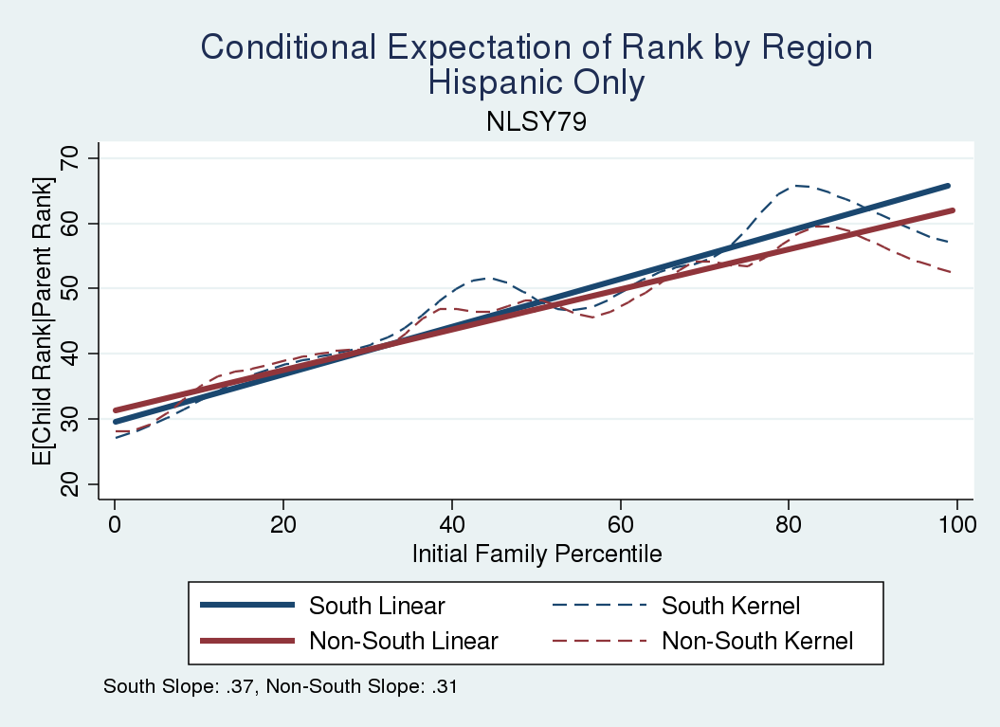 Conditional Expectation of Rank by Region
Hispanic Only
NLSY79
E[Child Rank|Parent Rank]
70
60
50
40
30
20
0 20 40 60 80 100
Initial Family Percentile
South Linear South Kernel
Non-South Linear Non-South Kernel
South Slope: .37, Non-South Slope: .31